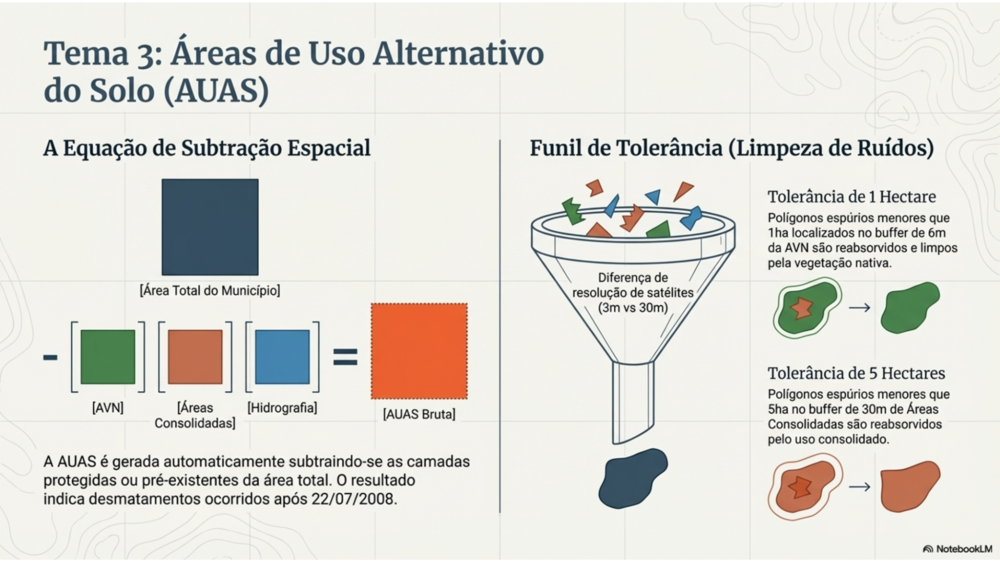 Tema 3: Áreas de Uso Alternativo
do Solo (AUAS)
A Equação de Subtração Espacial
[Área Total do Município]
-
=
[AVN]
[Áreas
Consolidadas]
[Hidrografia]
[AUAS Bruta]
A AUAS é gerada automaticamente subtraindo-se as camadas
protegidas ou pré-existentes da área total. O resultado
indica desmatamentos ocorridos após 22/07/2008.
Funil de Tolerância (Limpeza de Ruídos)
Diferença de
resolução de satélites
(3m vs 30m)
Tolerância de 1 Hectare
Polígonos espúrios menores que
1ha localizados no buffer de 6m
da AVN são reabsorvidos e limpos
pela vegetação nativa.
Tolerância de 5 Hectares
Polígonos espúrios menores que
5ha no buffer de 30m de Áreas
Consolidadas são reabsorvidos
pelo uso consolidado.
NotebookLM